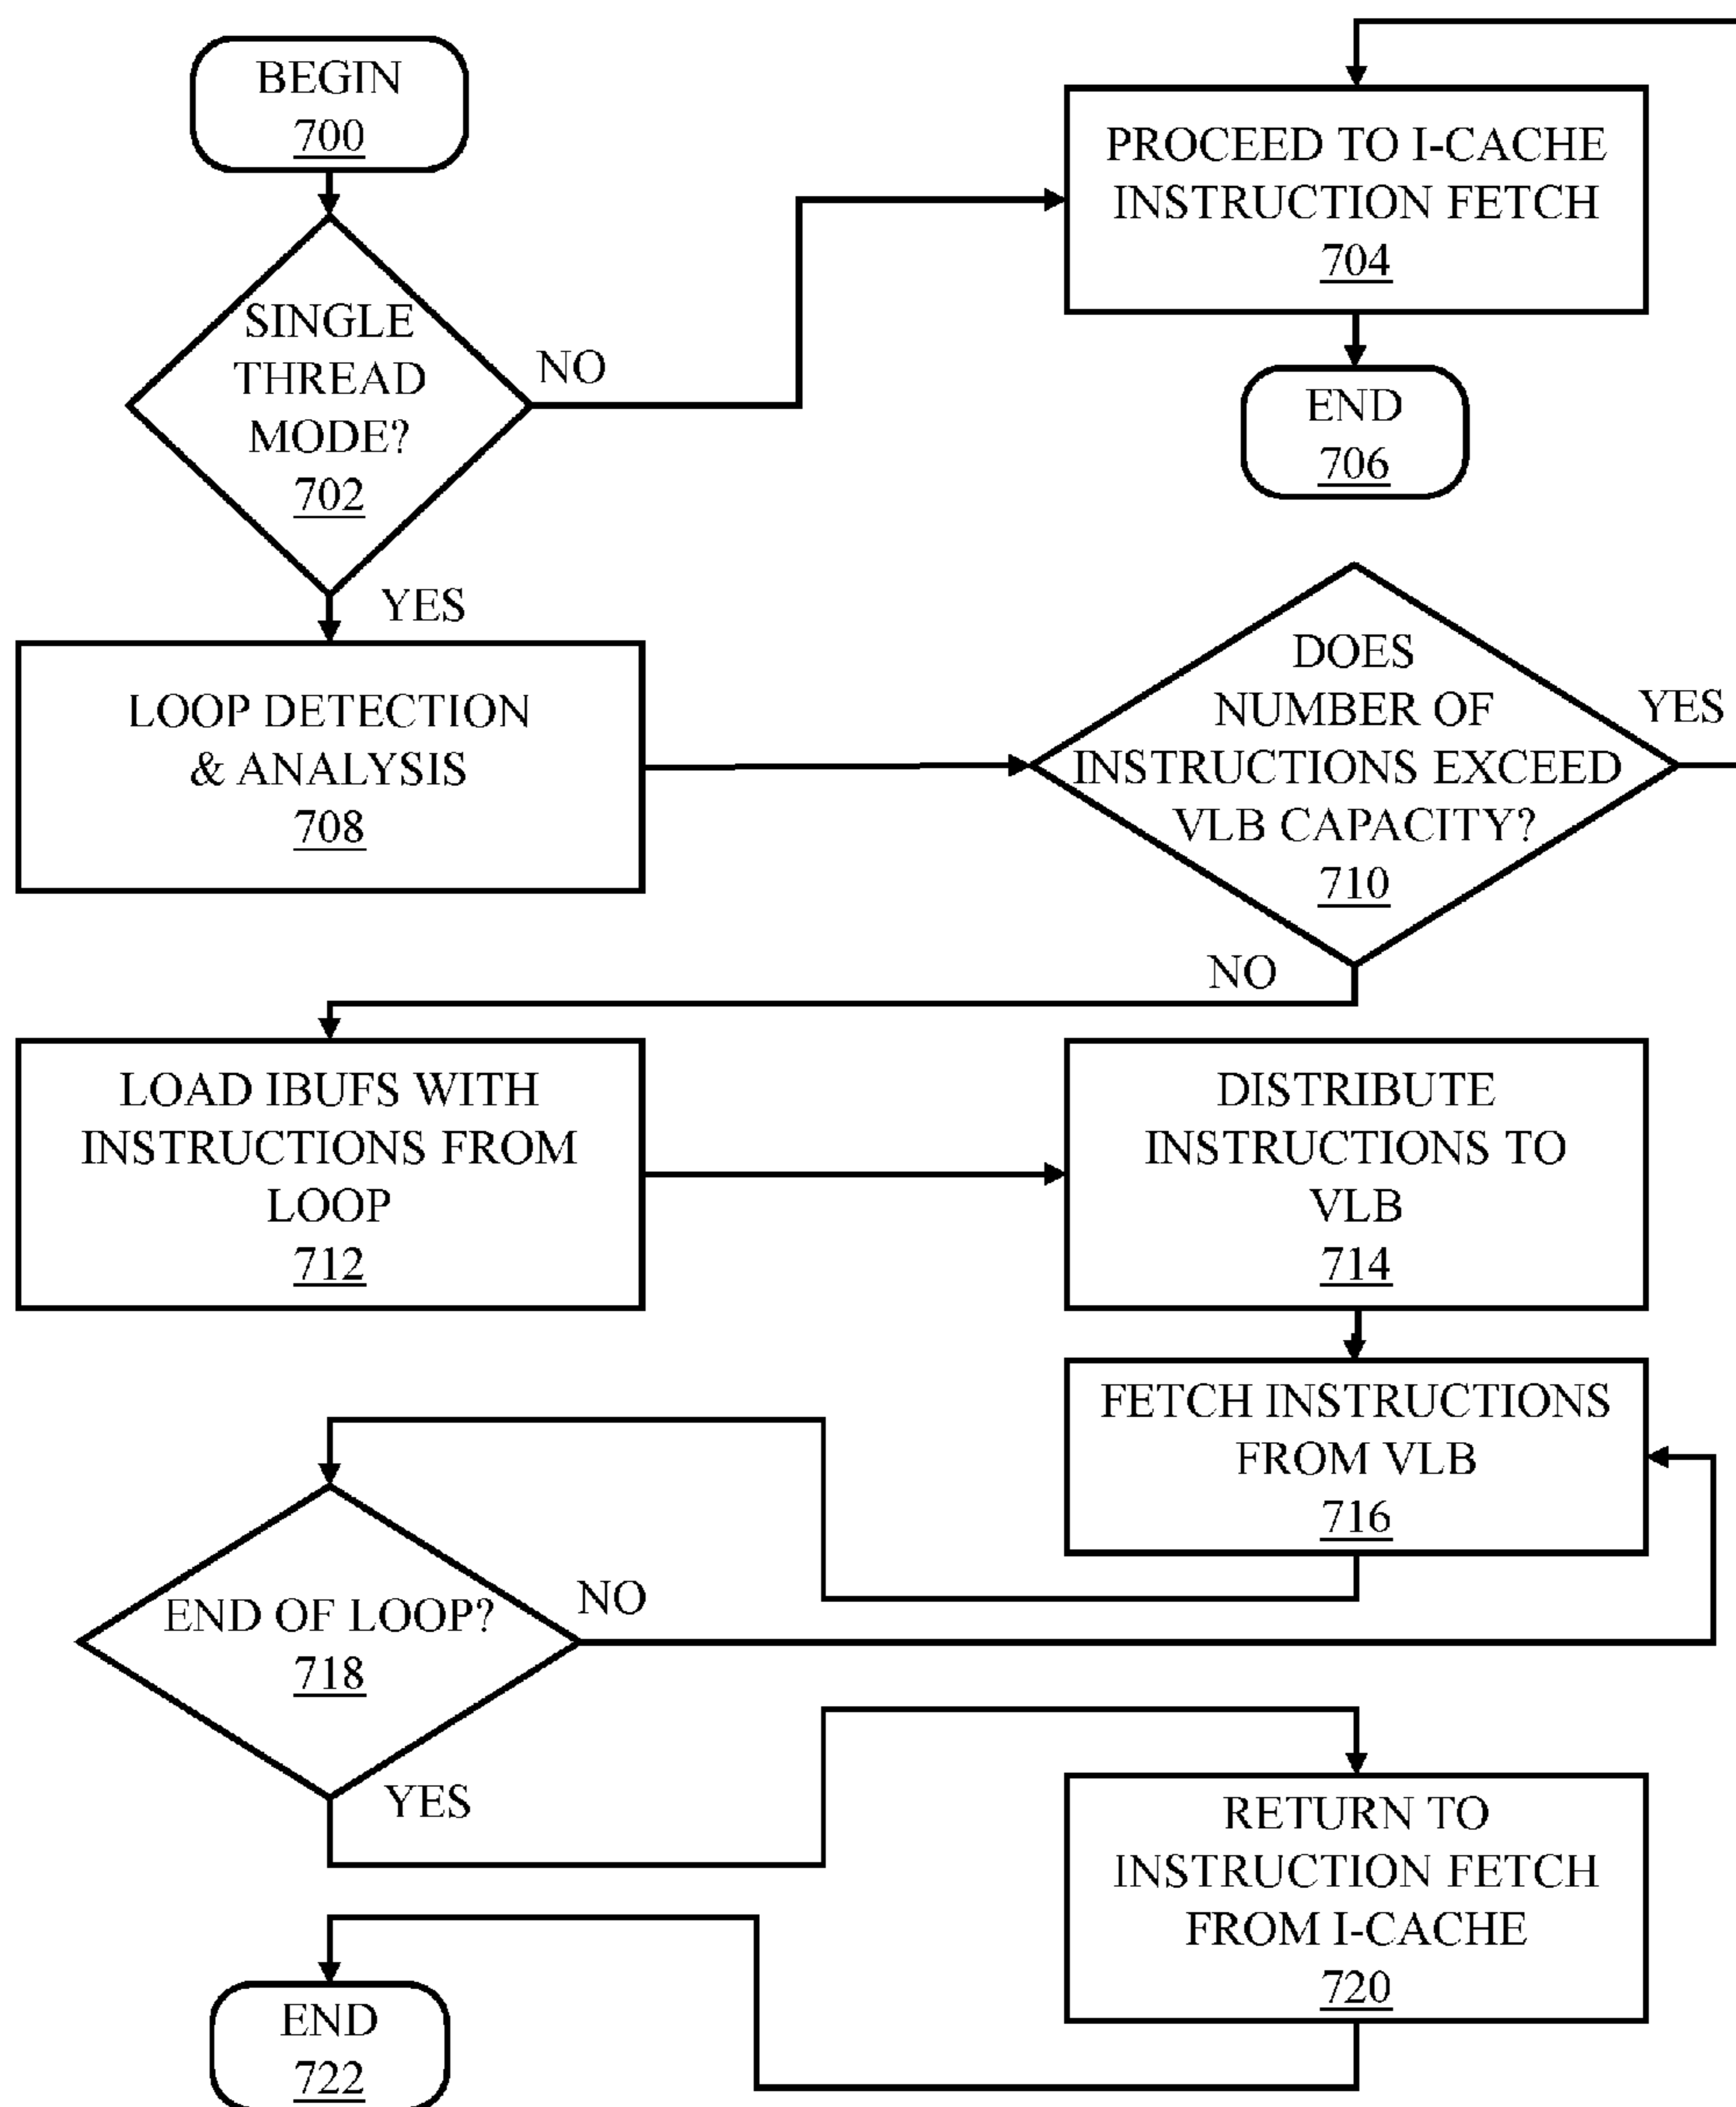 BEGIN
700
SINGLE
THREAD
MODE?
702
NO
YES
PROCEED TO I-CACHE
INSTRUCTION FETCH
704
END
706
LOOP DETECTION
& ANALYSIS
708
DOES
NUMBER OF
INSTRUCTIONS EXCEED
VLB CAPACITY?
710
YES
NO
LOAD IBUFS WITH
INSTRUCTIONS FROM
LOOP
712
DISTRIBUTE
INSTRUCTIONS TO
VLB
714
FETCH INSTRUCTIONS
FROM VLB
716
END OF LOOP?
718
NO
YES
RETURN TO
INSTRUCTION FETCH
FROM I-CACHE
720
END
722